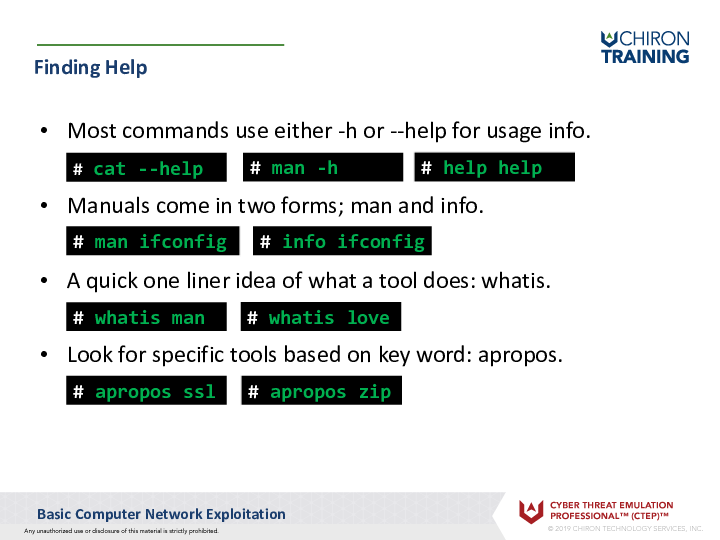 CHIRON
TRAINING
Finding Help
• Most commands use either -h or --help for usage info.
# cat --help # man -h # help help
• Manuals come in two forms; man and info.
# man ifconfig # info ifconfig
• A quick one liner idea of what a tool does: whatis.
# whatis man # whatis love
• Look for specific tools based on key word: apropos.
# apropos ssl # apropos zip
Basic Computer Network Exploitation
Any unauthorized use or disclosure of this material is strictly prohibited.
CYBER THREAT EMULATION
PROFESSIONAL™ (CTEP)™
© 2019 CHIRON TECHNOLOGY SERVICES, INC.